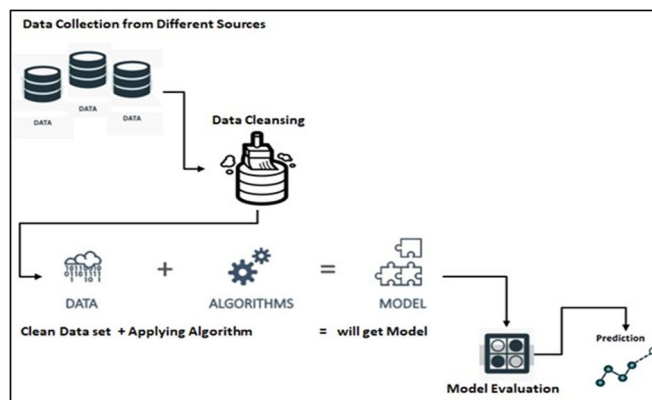 Data Collection from Different Sources
DATA
DATA
DATA
Data Cleansing
DATA + ALGORITHMS = MODEL
Clean Data set + Applying Algorithm = will get Model
Model Evaluation
Prediction